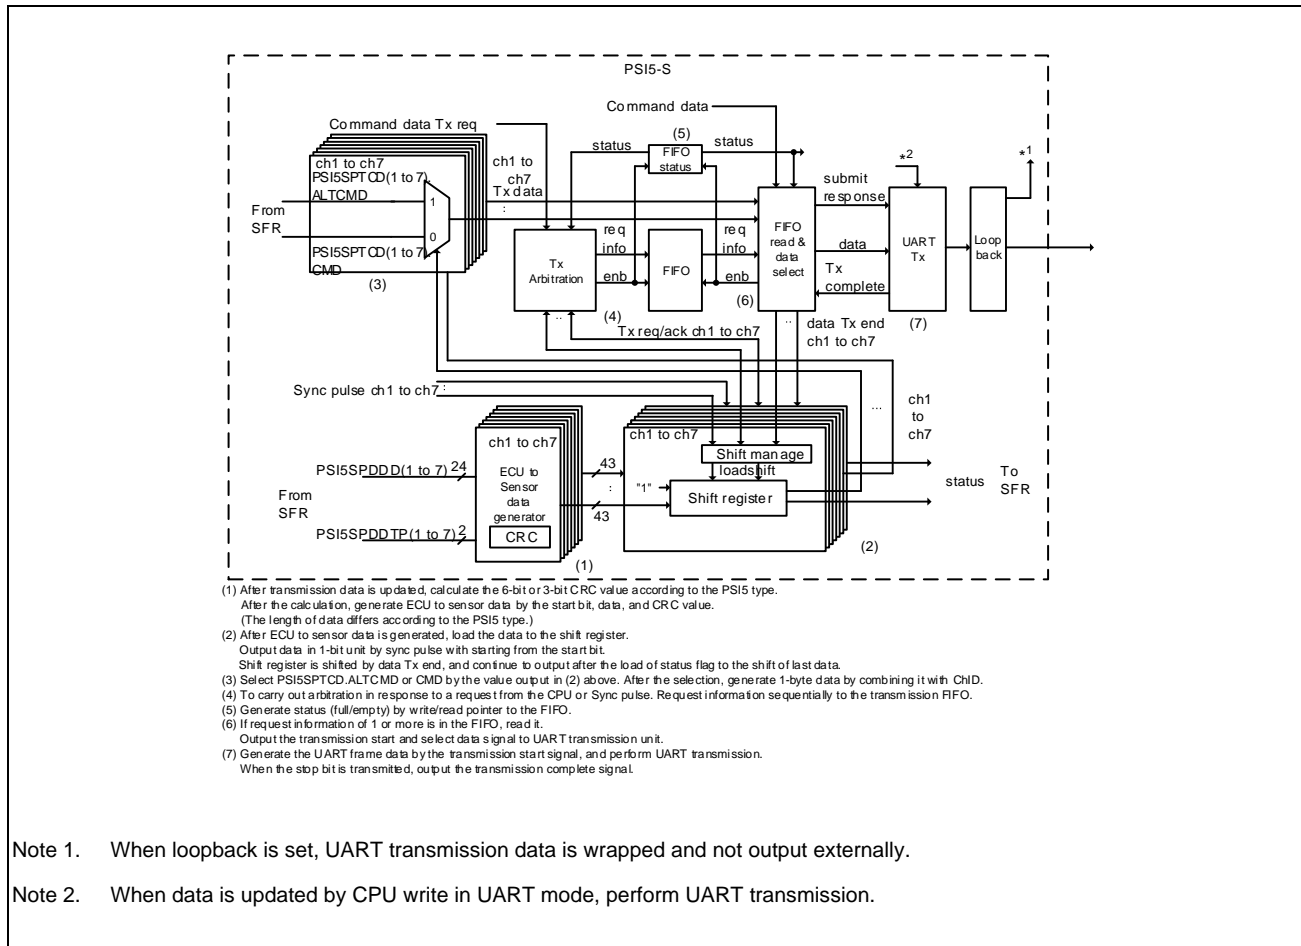 PSI5-S
Command data
Command data Tx req
(5)
status
FIFO
status
status
*2
*1
ch1 to ch7
PSI5SPTCD(1 to 7).
ALTCMD
1
0
PSI5SPTCD(1 to 7).
CMD
(3)
From
SFR
ch1 to
ch7
Tx data
:
Tx
Arbitration
..
(4)
req
info
enb
FIFO
req
info
enb
(6)
FIFO
read &
data
select
..
submit
response
data
Tx
complete
UART
Tx
(7)
Loop
back
data Tx end
ch1 to ch7
Tx req/ack ch1 to ch7
Sync pulse ch1 to ch7
:
...
ch1
to
ch7
ch1 to ch7
ECU to
Sensor
data
generator
CRC
(1)
PSI5SPDDD(1 to 7)
24
From
SFR
PSI5SPDDTP(1 to 7)
2
43
:
43
ch1 to ch7
Shift manage
load
shift
"1"
Shift register
(2)
status
To
SFR
(1) After transmission data is updated, calculate the 6-bit or 3-bit CRC value according to the PSI5 type.
After the calculation, generate ECU to sensor data by the start bit, data, and CRC value.
(The length of data differs according to the PSI5 type.)
(2) After ECU to sensor data is generated, load the data to the shift register.
Output data in 1-bit unit by sync pulse with starting from the start bit.
Shift register is shifted by data Tx end, and continue to output after the load of status flag to the shift of last data.
(3) Select PSI5SPTCD.ALTCMD or CMD by the value output in (2) above. After the selection, generate 1-byte data by combining it with ChID.
(4) To carry out arbitration in response to a request from the CPU or Sync pulse. Request information sequentially to the transmission FIFO.
(5) Generate status (full/empty) by write/read pointer to the FIFO.
(6) If request information of 1 or more is in the FIFO, read it.
Output the transmission start and select data signal to UART transmission unit.
(7) Generate the UART frame data by the transmission start signal, and perform UART transmission.
When the stop bit is transmitted, output the transmission complete signal.
Note 1. When loopback is set, UART transmission data is wrapped and not output externally.
Note 2. When data is updated by CPU write in UART mode, perform UART transmission.